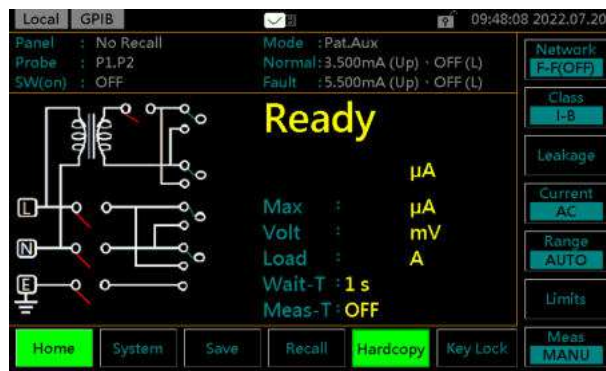 Local GPIB 09:48:08 2022.07.20
Panel : No Recall
Probe : P1.P2
SW(on) : OFF
Mode :Pat.Aux
Normal:3.500mA (Up) · OFF (L)
Fault :5.500mA (Up) · OFF (L)
Network
F-R(OFF)
Class
I-B
Leakage
Current
AC
Range
AUTO
Limits
Meas
MANU
Ready
µA
Max : µA
Volt : mV
Load : A
Wait-T : 1 s
Meas-T : OFF
L
N
E
Home System Save Recall Hardcopy Key Lock